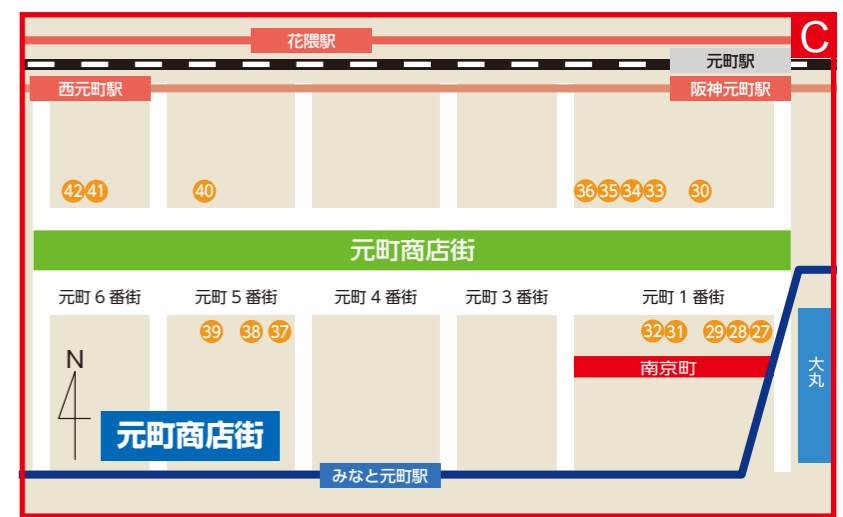 C
花隈駅
元町駅
西元町駅
阪神元町駅
42 41 40 36 35 34 33 30
元町商店街
元町 6 番街 元町 5 番街 元町 4 番街 元町 3 番街 元町 1 番街
39 38 37 32 31 29 28 27
N
南京町
大丸
元町商店街
みなと元町駅